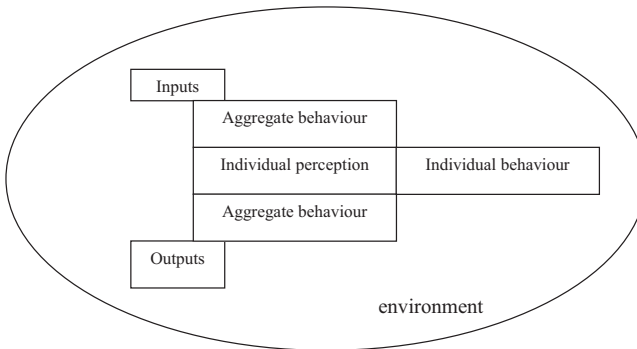 Inputs
Aggregate behaviour
Individual perception Individual behaviour
Aggregate behaviour
Outputs
environment